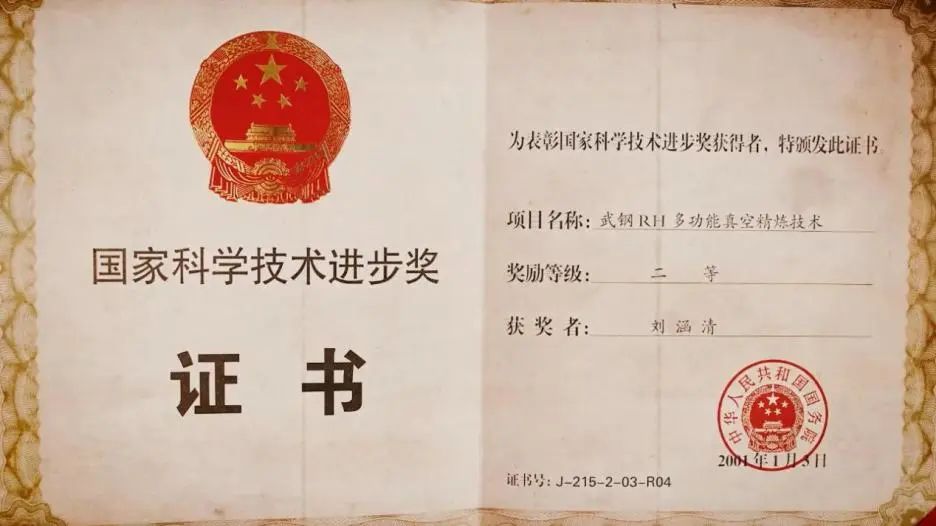 国家科学技术进步奖
证书
为表彰国家科学技术进步奖获得者，特颁发此证书
项目名称：武钢RH多功能真空精炼技术
奖励等级：二等
获奖者：刘涵清
中华人民共和国国务院
2001年1月5日
证书号：J-215-2-03-R04